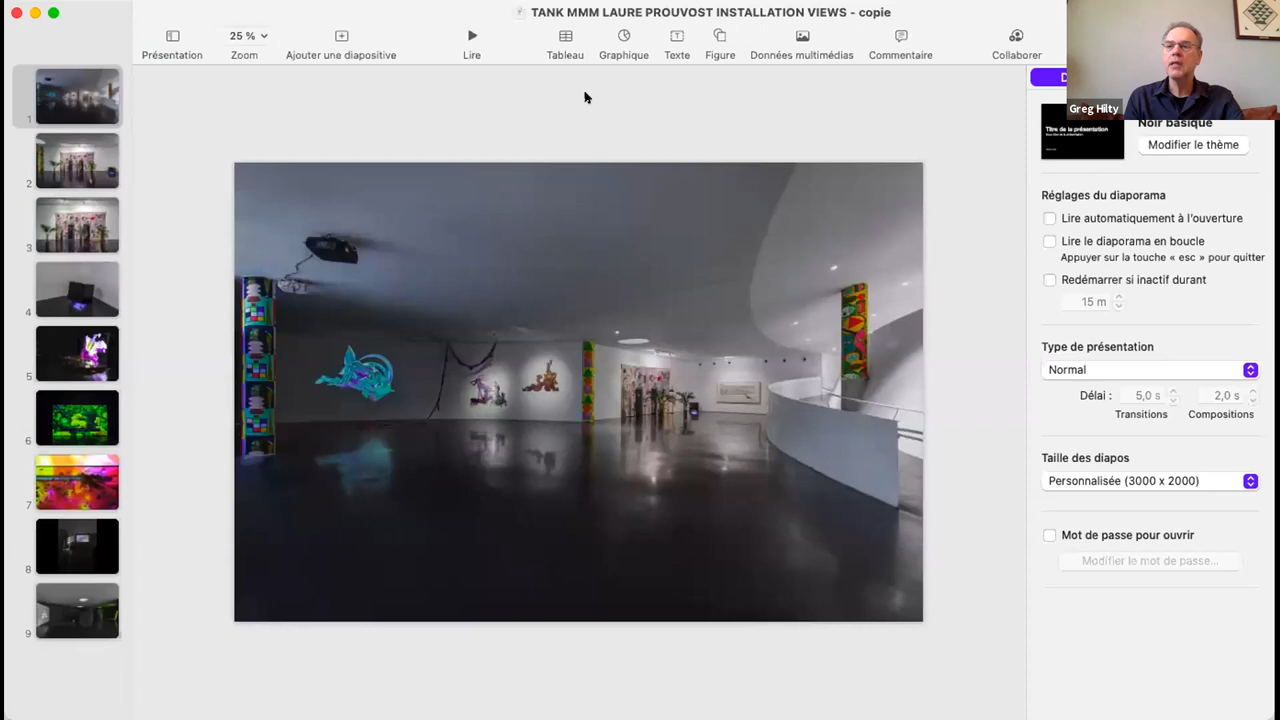 TANK MMM LAURE PROUVOST INSTALLATION VIEWS - copie
25 %
Présentation
Zoom
Ajouter une diapositive
Lire
Tableau
Graphique
Texte
Figure
Données multimédias
Commentaire
Collaborer
Greg Hilty
D
Titre de la présentation
Noir basique
Modifier le thème
Réglages du diaporama
Lire automatiquement à l'ouverture
Lire le diaporama en boucle
Appuyer sur la touche « esc » pour quitter
Redémarrer si inactif durant
15 m
Type de présentation
Normal
Délai :
5,0 s
2,0 s
Transitions
Compositions
Taille des diapos
Personnalisée (3000 x 2000)
Mot de passe pour ouvrir
Modifier le mot de passe...
1
2
3
4
5
6
7
8
9